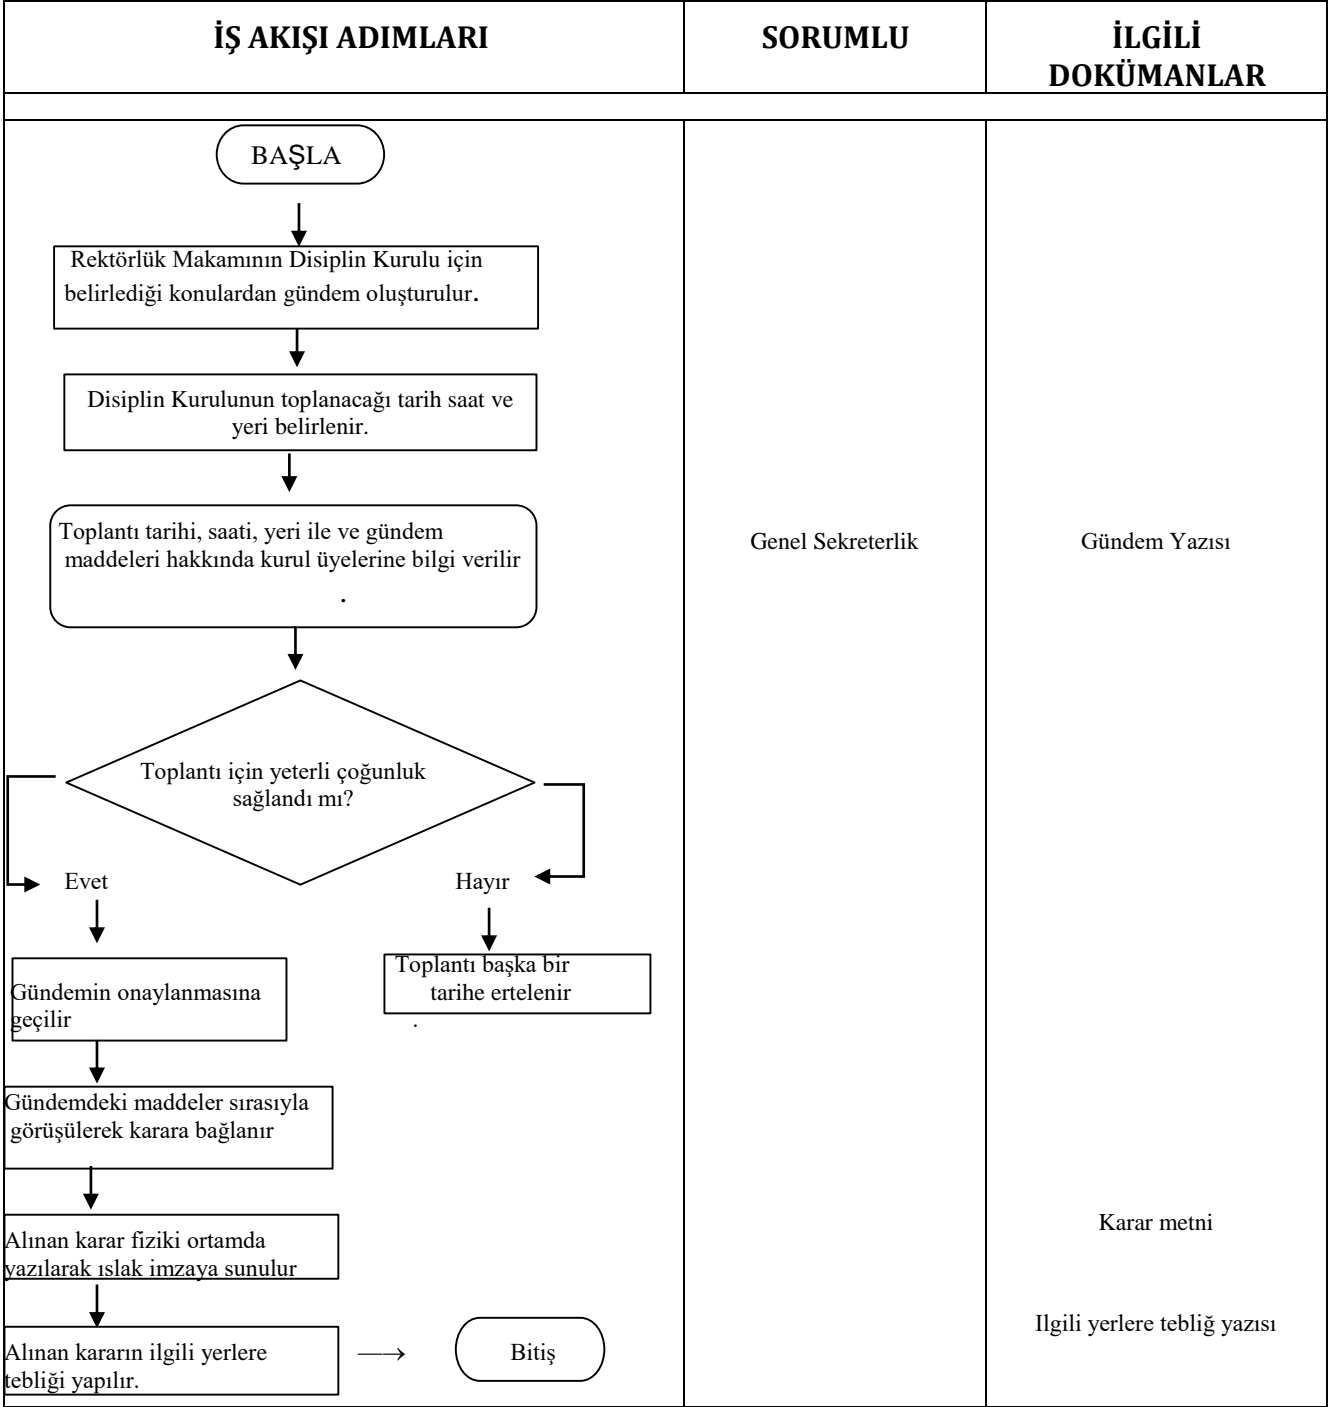 İŞ AKIŞI ADIMLARI
SORUMLU
İLGİLİ
DOKÜMANLAR
BAŞLA
Rektörlük Makamının Disiplin Kurulu için
belirlediği konulardan gündem oluşturulur.
Disiplin Kurulunun toplanacağı tarih saat ve
yeri belirlenir.
Toplantı tarihi, saati, yeri ile ve gündem
maddeleri hakkında kurul üyelerine bilgi verilir
.
Genel Sekreterlik
Gündem Yazısı
Toplantı için yeterli çoğunluk
sağlandı mı?
Evet
Hayır
Gündemin onaylanmasına
geçilir
Toplantı başka bir
tarihe ertelenir
.
Gündemdeki maddeler sırasıyla
görüşülerek karara bağlanır
Alınan karar fiziki ortamda
yazılarak ıslak imzaya sunulur
Karar metni
Alınan kararın ilgili yerlere
tebliği yapılır.
Bitiş
Ilgili yerlere tebliğ yazısı